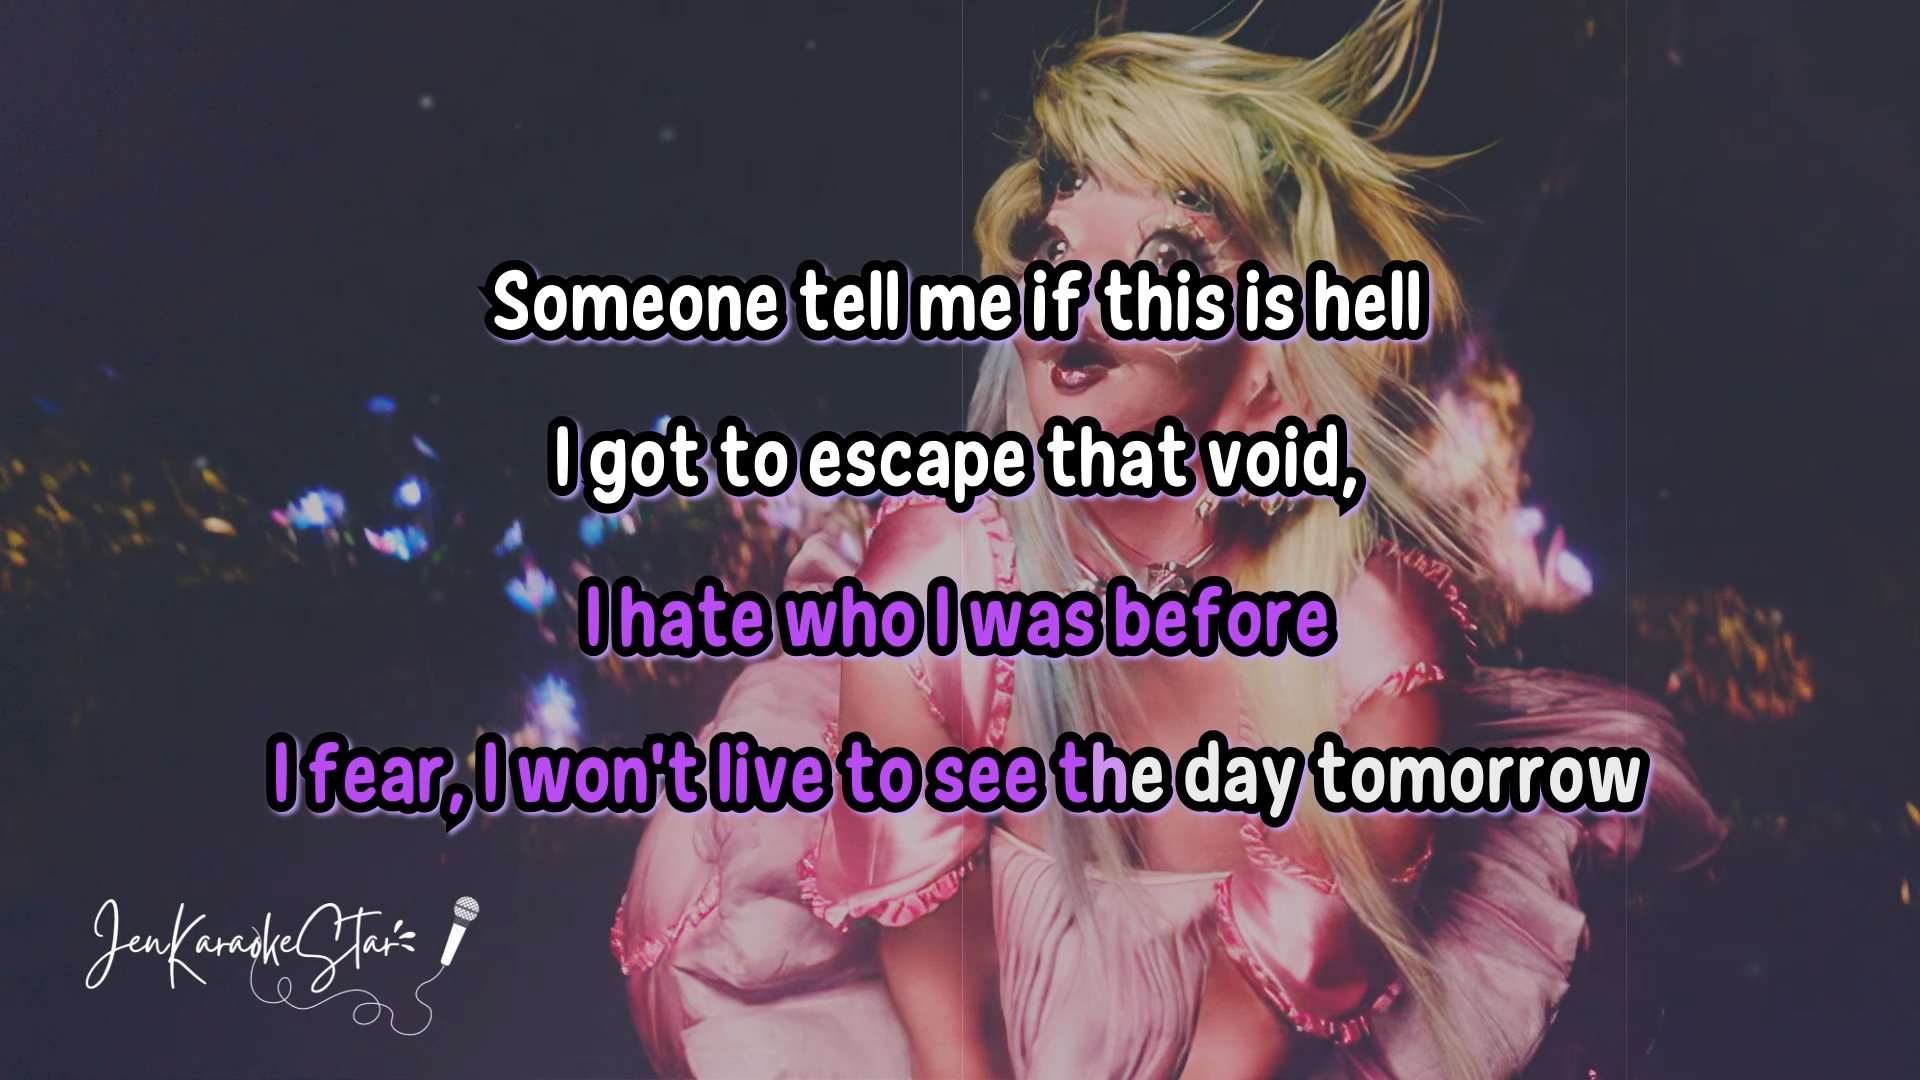 Someone tell me if this is hell
I got to escape that void,
I hate who I was before
I fear, I won't live to see the day tomorrow
JenKaraokeStar